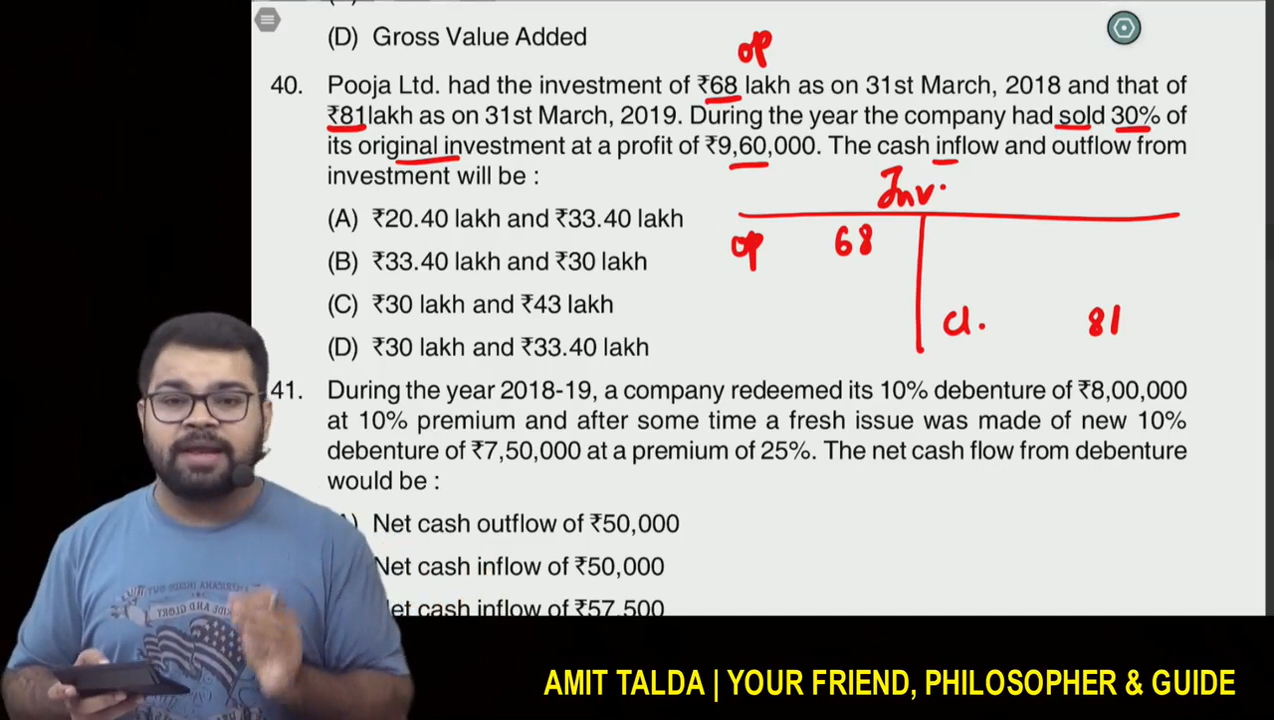 (D) Gross Value Added
op
40. Pooja Ltd. had the investment of ₹68 lakh as on 31st March, 2018 and that of
₹81lakh as on 31st March, 2019. During the year the company had sold 30% of
its original investment at a profit of ₹9,60,000. The cash inflow and outflow from
investment will be :
Inv.
(A) ₹20.40 lakh and ₹33.40 lakh
op 68
(B) ₹33.40 lakh and ₹30 lakh
(C) ₹30 lakh and ₹43 lakh
cl. 81
(D) ₹30 lakh and ₹33.40 lakh
41. During the year 2018-19, a company redeemed its 10% debenture of ₹8,00,000
at 10% premium and after some time a fresh issue was made of new 10%
debenture of ₹7,50,000 at a premium of 25%. The net cash flow from debenture
would be :
Net cash outflow of ₹50,000
Net cash inflow of ₹50,000
Net cash inflow of ₹57,500
AMIT TALDA | YOUR FRIEND, PHILOSOPHER & GUIDE